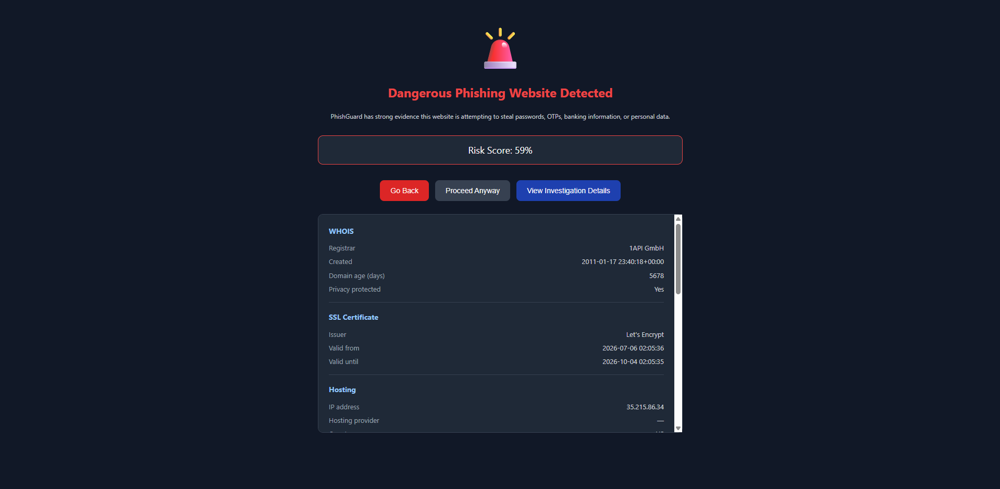 Dangerous Phishing Website Detected
PhishGuard has strong evidence this website is attempting to steal passwords, OTPs, banking information, or personal data.
Risk Score: 59%
Go Back
Proceed Anyway
View Investigation Details
WHOIS
Registrar 1API GmbH
Created 2011-01-17 23:40:18+00:00
Domain age (days) 5678
Privacy protected Yes
SSL Certificate
Issuer Let's Encrypt
Valid from 2026-07-06 02:05:36
Valid until 2026-10-04 02:05:35
Hosting
IP address 35.215.86.34
Hosting provider —